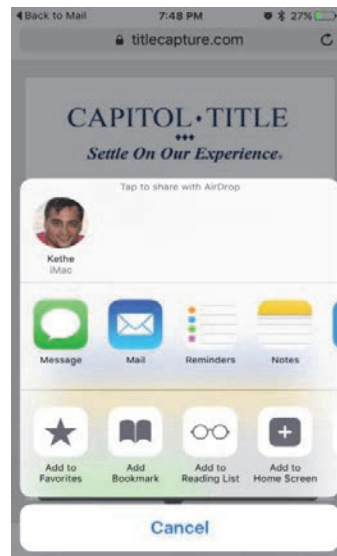 Back to Mail 7:48 PM 27%
titlecapture.com
CAPITOL·TITLE
Settle On Our Experience.
Tap to share with AirDrop
Kethe
iMac
Message Mail Reminders Notes
Add to Favorites
Add Bookmark
Add to Reading List
Add to Home Screen
Cancel